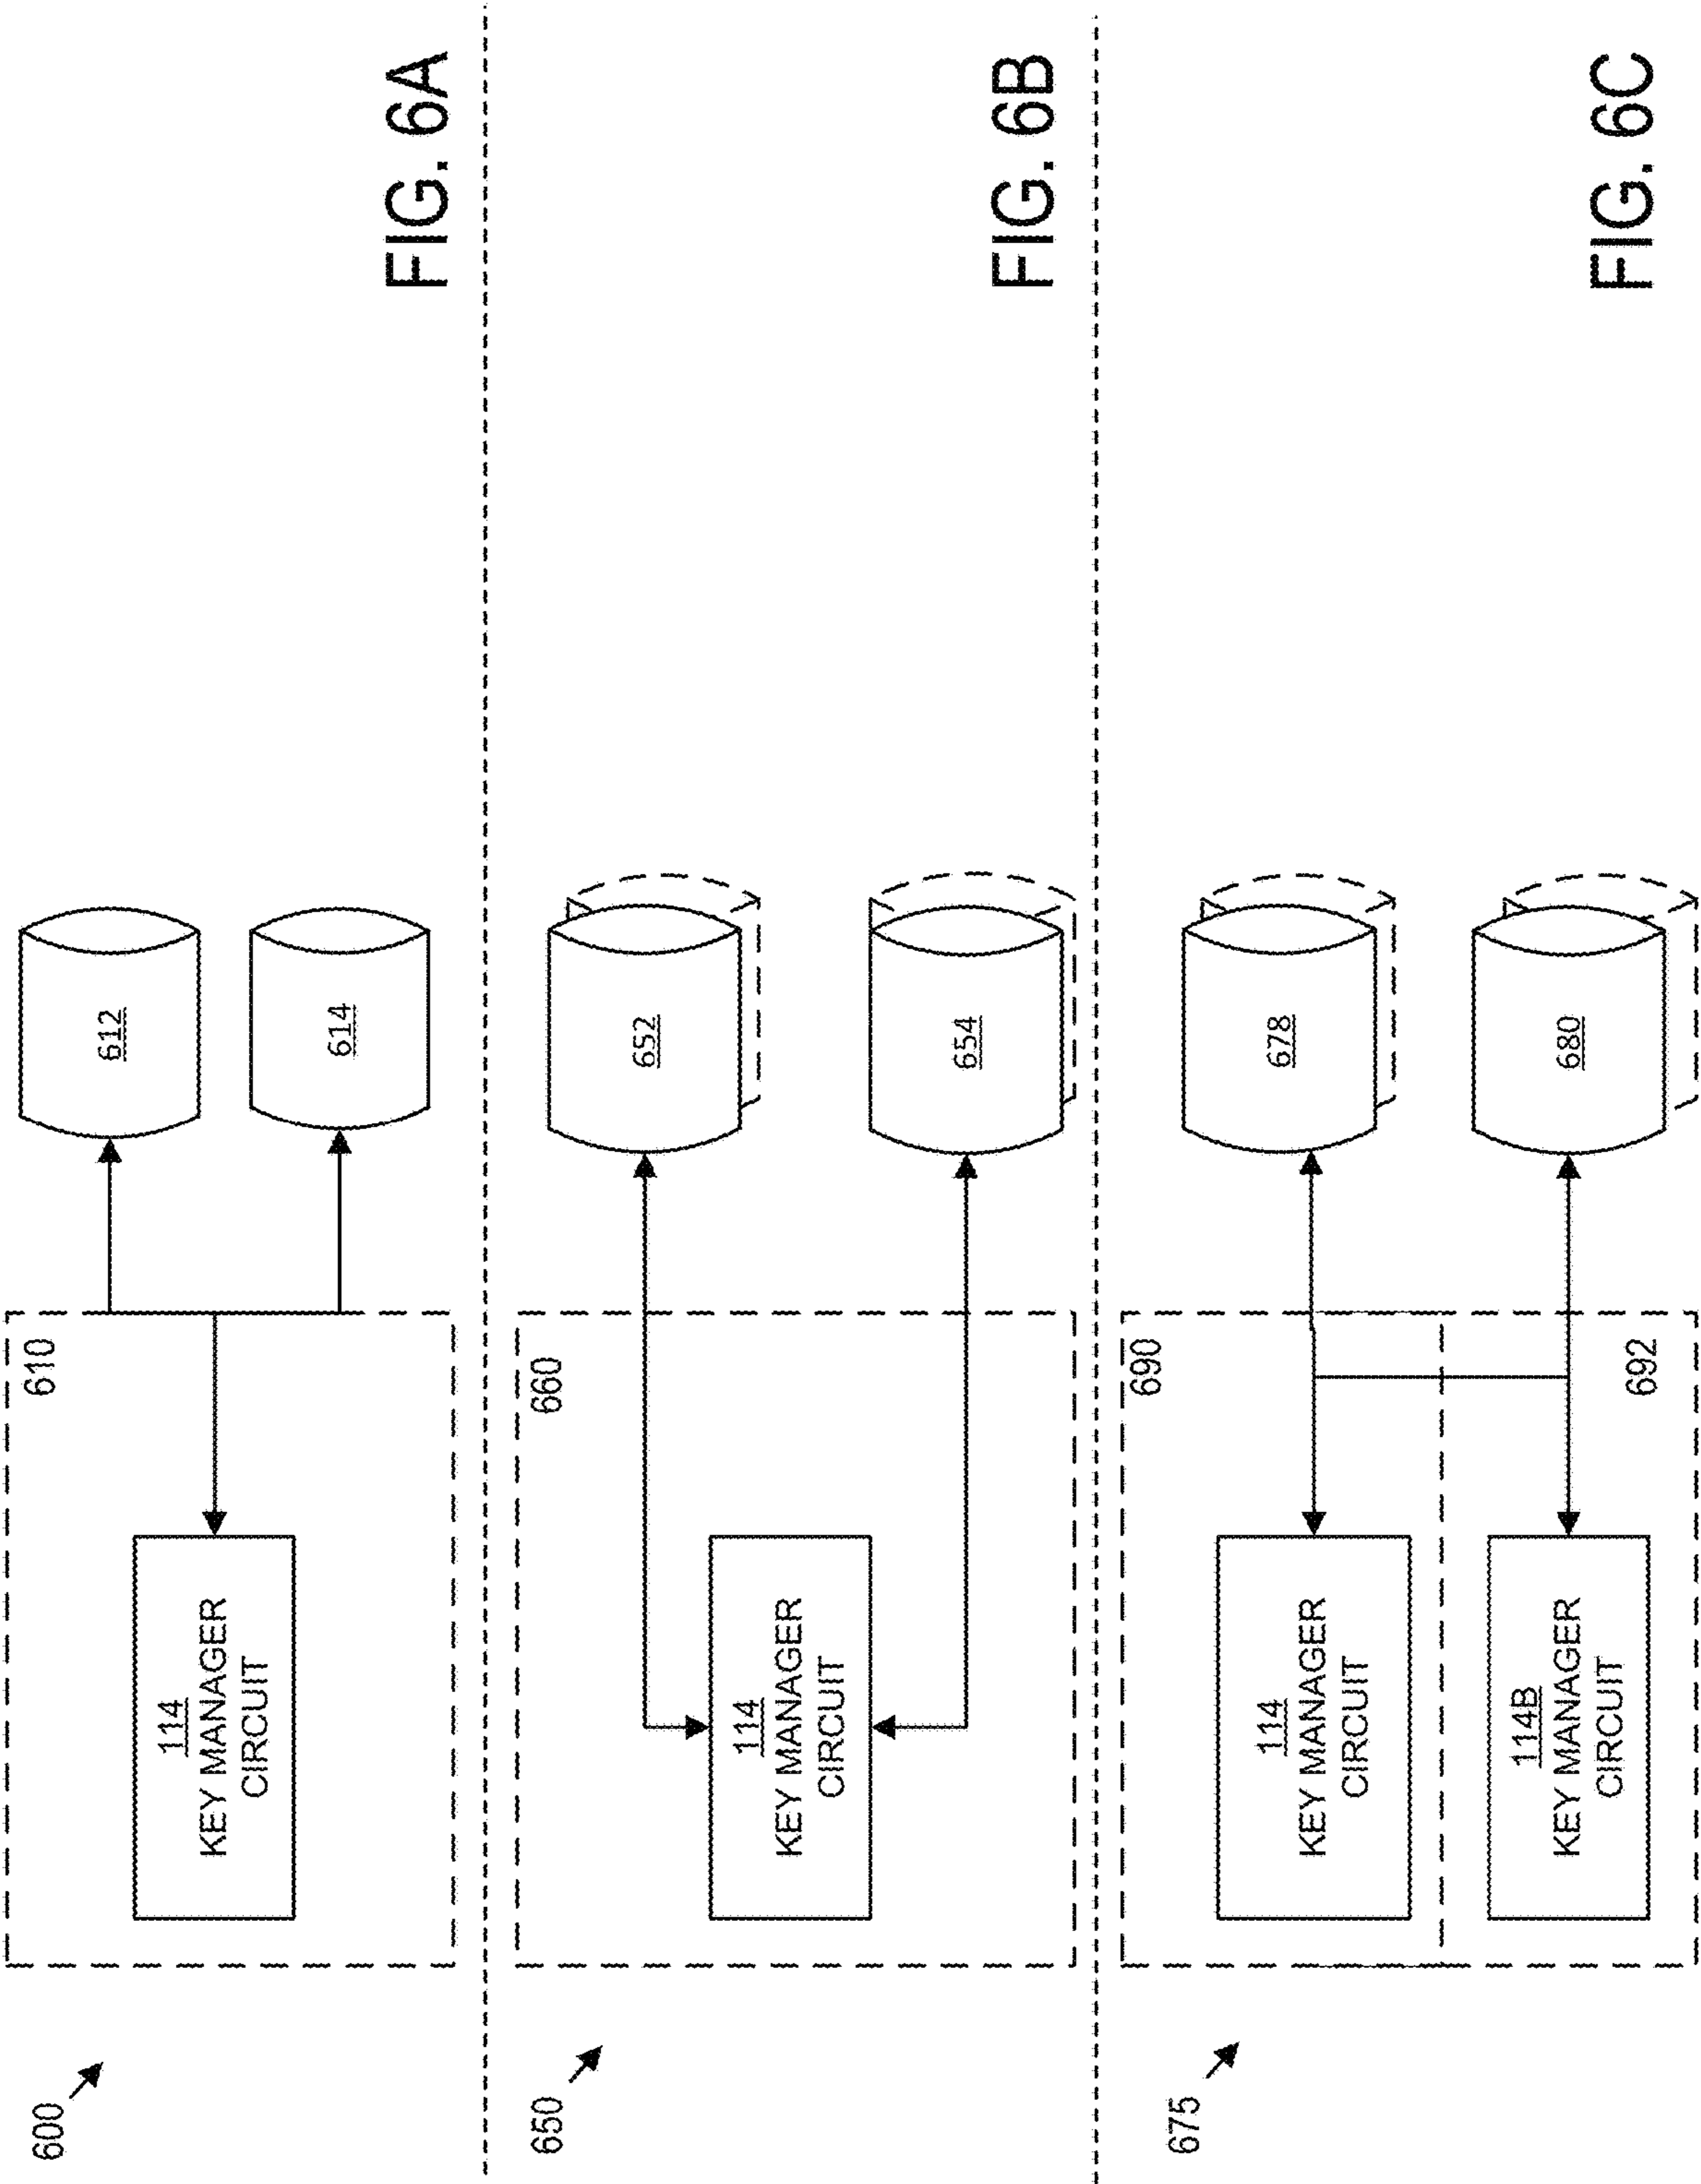 600
610
114
KEY MANAGER
CIRCUIT
612
614
FIG. 6A
650
660
114
KEY MANAGER
CIRCUIT
652
654
FIG. 6B
675
690
114
KEY MANAGER
CIRCUIT
678
692
114B
KEY MANAGER
CIRCUIT
680
FIG. 6C